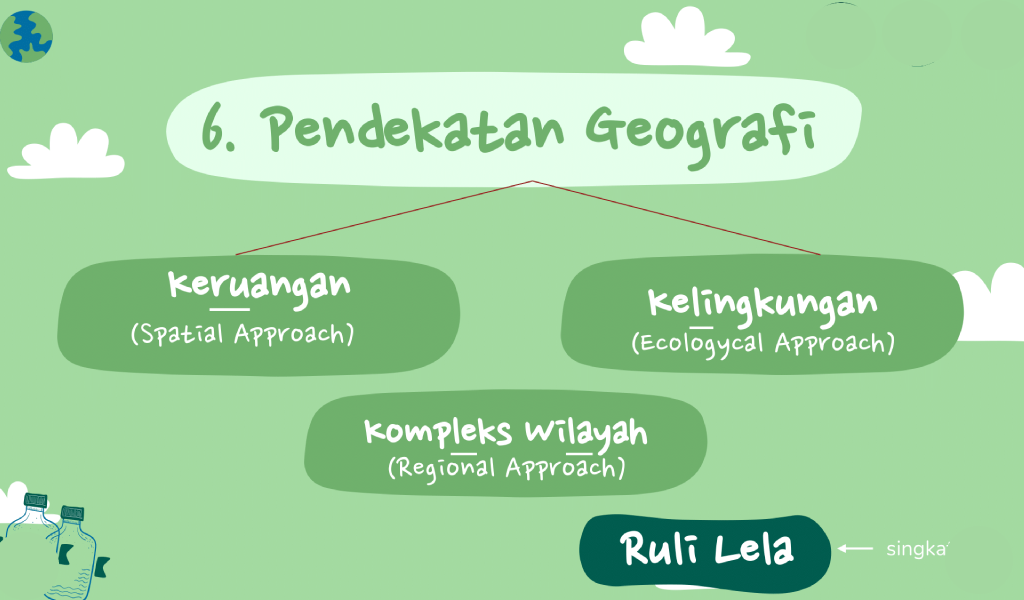 6. Pendekatan Geografi
Keruangan
(Spatial Approach)
Kelingkungan
(Ecologycal Approach)
Kompleks Wilayah
(Regional Approach)
Ruli Lela
singka